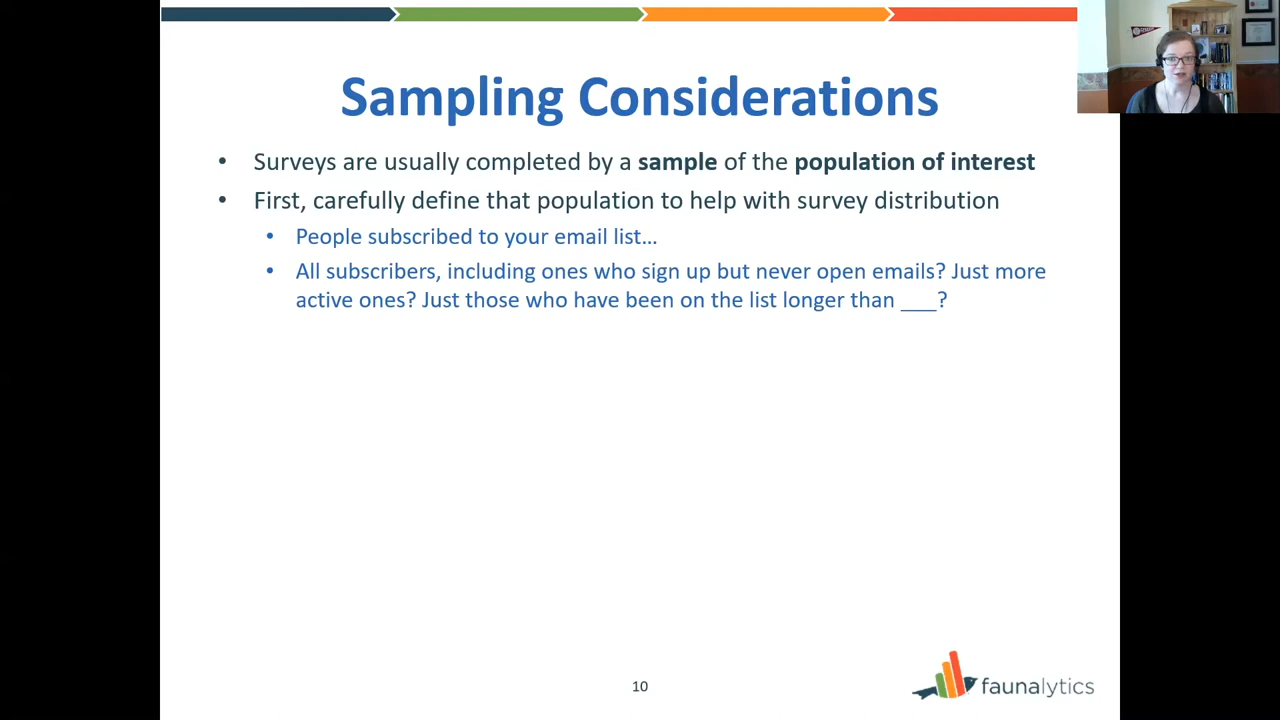 Sampling Considerations
• Surveys are usually completed by a sample of the population of interest
• First, carefully define that population to help with survey distribution
• People subscribed to your email list…
• All subscribers, including ones who sign up but never open emails? Just more
active ones? Just those who have been on the list longer than ___?
10
faunalytics